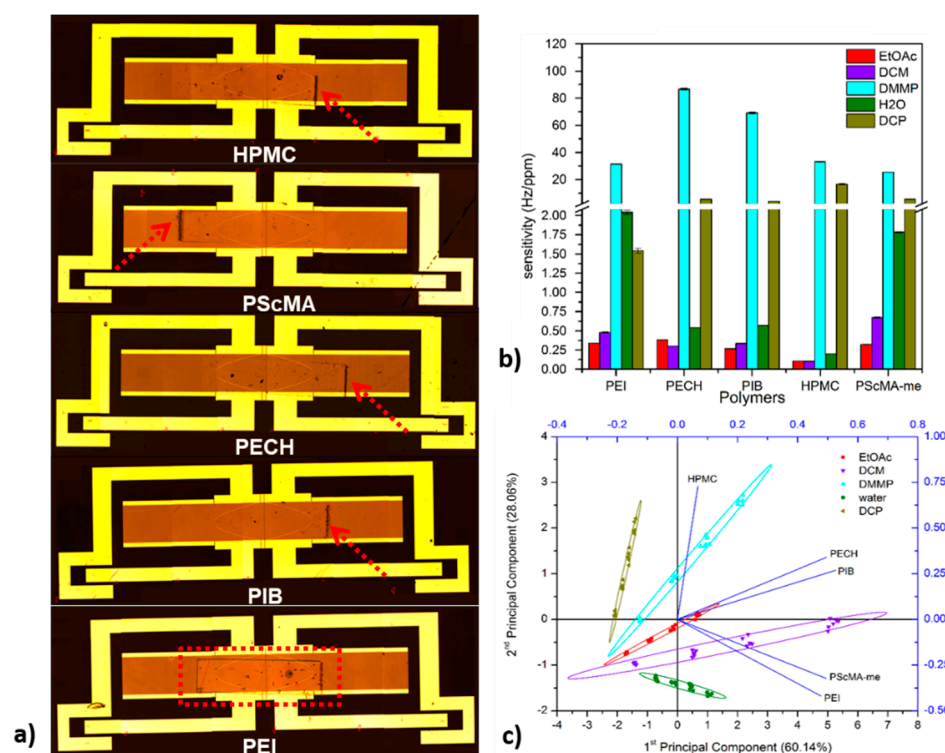 HPMC
PScMA
PECH
PIB
PEI
a)
120
100
80
60
40
20
2.00
1.75
1.50
1.25
1.00
0.75
0.50
0.25
0.00
sensitivity (Hz/ppm)
EtOAc
DCM
DMMP
H2O
DCP
PEI PECH PIB HPMC PScMA-me
Polymers
b)
-0.4 -0.2 0.0 0.2 0.4 0.6 0.8
1.00
0.75
0.50
0.25
0.00
-0.25
-0.50
4
3
2
1
0
-1
-2
2nd Principal Component (28.06%)
EtOAc
DCM
DMMP
water
DCP
HPMC
PECH
PIB
PScMA-me
PEI
-4 -3 -2 -1 0 1 2 3 4 5 6 7 8
1st Principal Component (60.14%)
c)